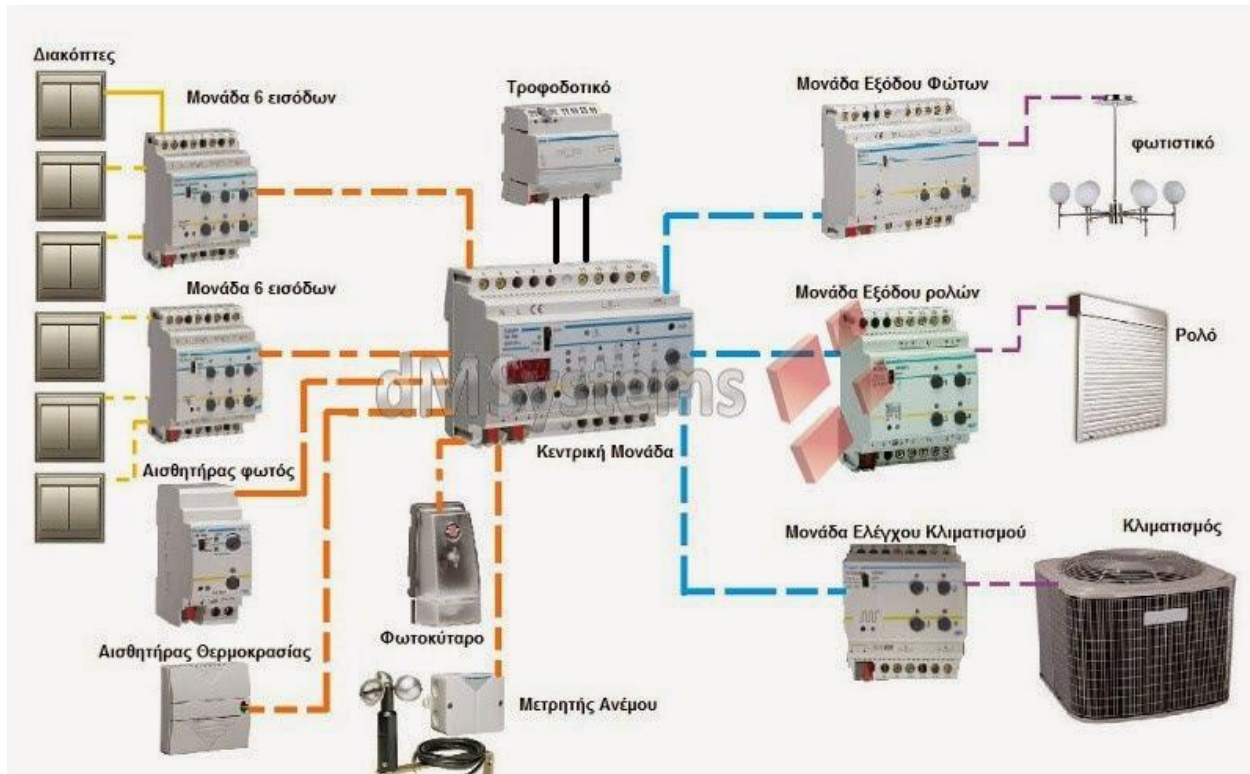 Διακόπτες
Μονάδα 6 εισόδων
Τροφοδοτικό
Μονάδα Εξόδου Φώτων
φωτιστικό
Μονάδα 6 εισόδων
Μονάδα Εξόδου ρολών
Ρολό
dMSystems
Κεντρική Μονάδα
Αισθητήρας φωτός
Μονάδα Ελέγχου Κλιματισμού
Κλιματισμός
Φωτοκύταρο
Αισθητήρας Θερμοκρασίας
Μετρητής Ανέμου